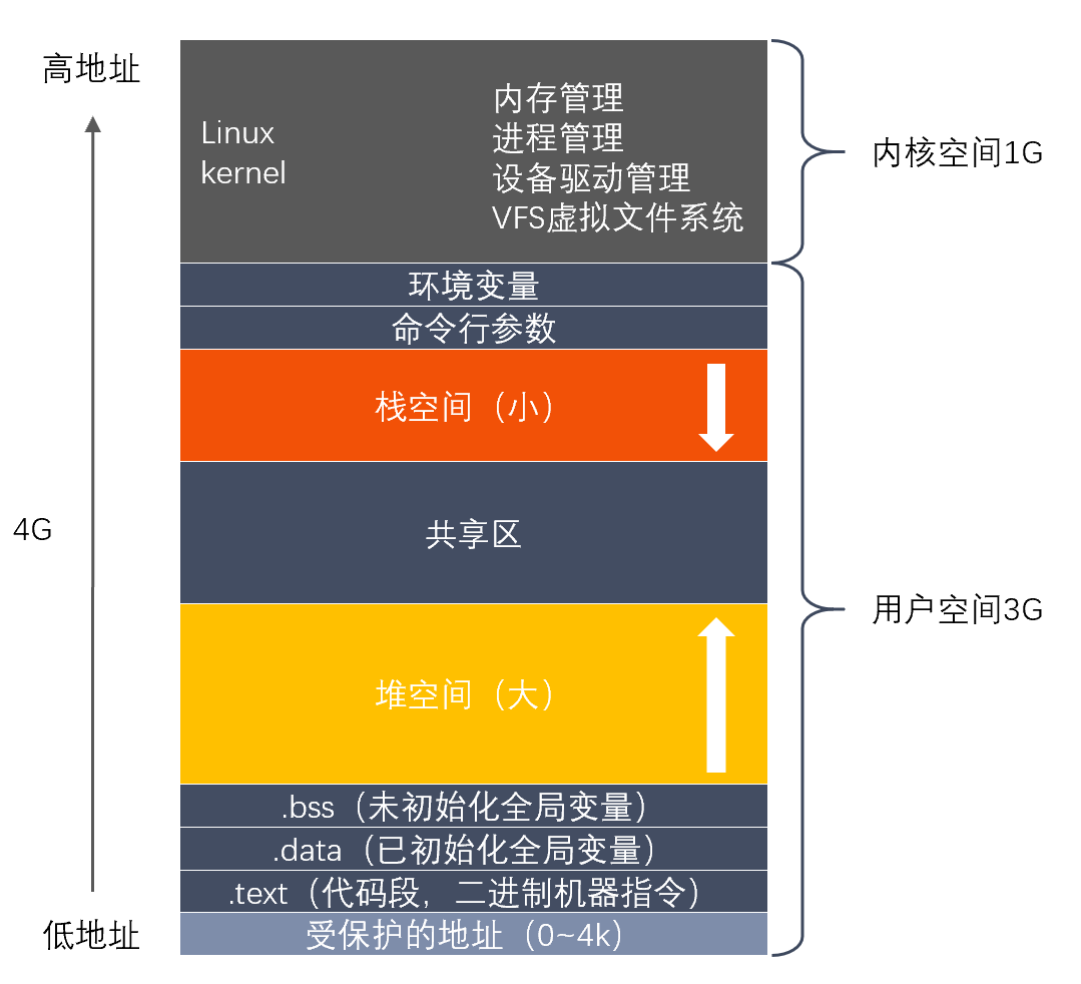 高地址
Linux
kernel
内存管理
进程管理
设备驱动管理
VFS虚拟文件系统
内核空间1G
环境变量
命令行参数
栈空间（小）
共享区
4G
用户空间3G
堆空间（大）
.bss（未初始化全局变量）
.data（已初始化全局变量）
.text（代码段，二进制机器指令）
低地址
受保护的地址（0~4k）